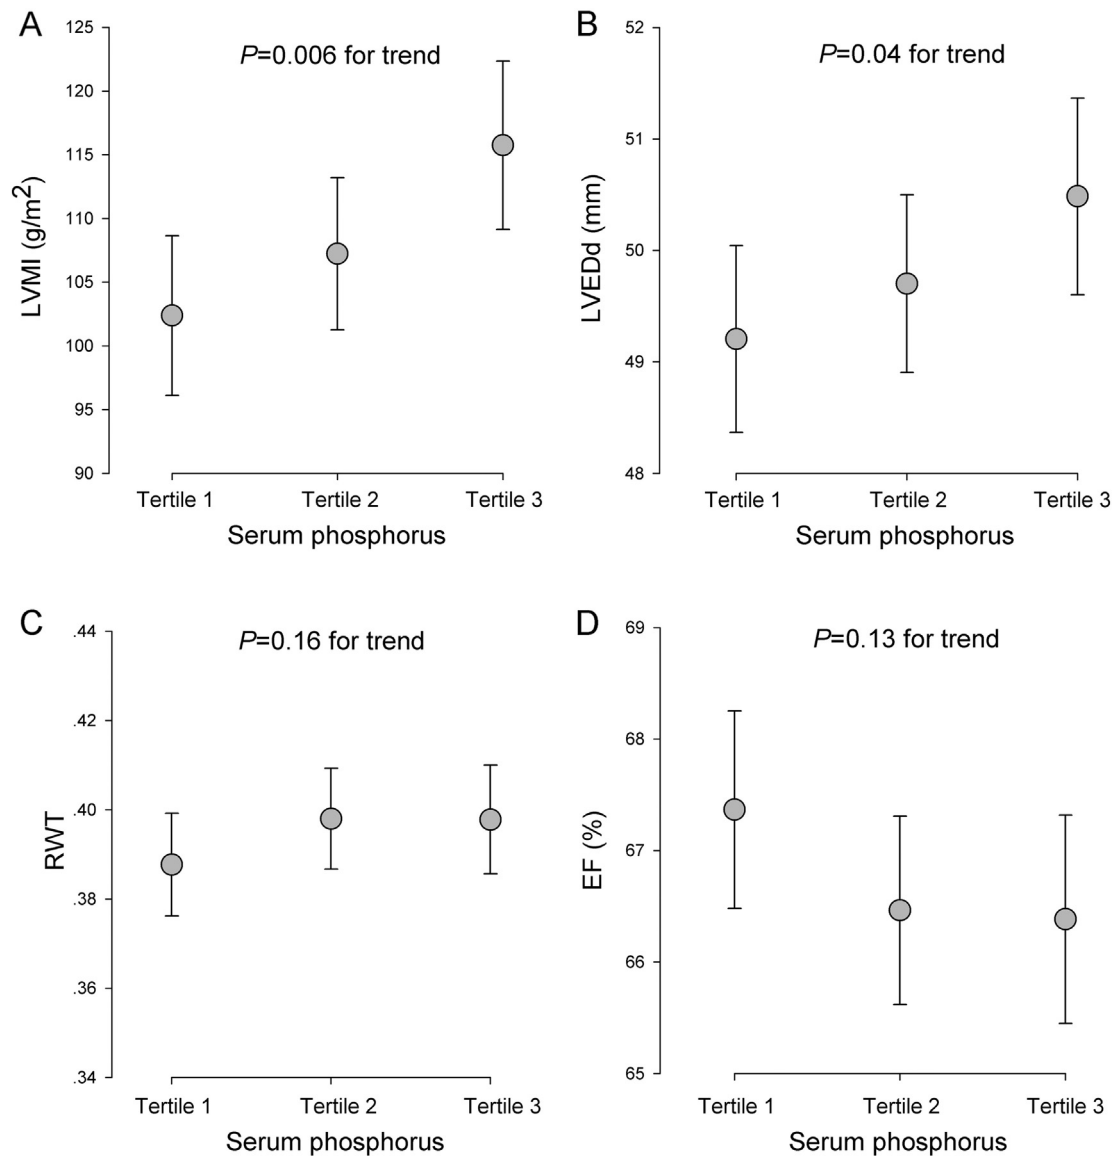 A
P=0.006 for trend
LVMI (g/m²)
125
120
115
110
105
100
95
90
Tertile 1 Tertile 2 Tertile 3
Serum phosphorus
B
P=0.04 for trend
LVEDd (mm)
52
51
50
49
48
Tertile 1 Tertile 2 Tertile 3
Serum phosphorus
C
P=0.16 for trend
RWT
.44
.42
.40
.38
.36
.34
Tertile 1 Tertile 2 Tertile 3
Serum phosphorus
D
P=0.13 for trend
EF (%)
69
68
67
66
65
Tertile 1 Tertile 2 Tertile 3
Serum phosphorus